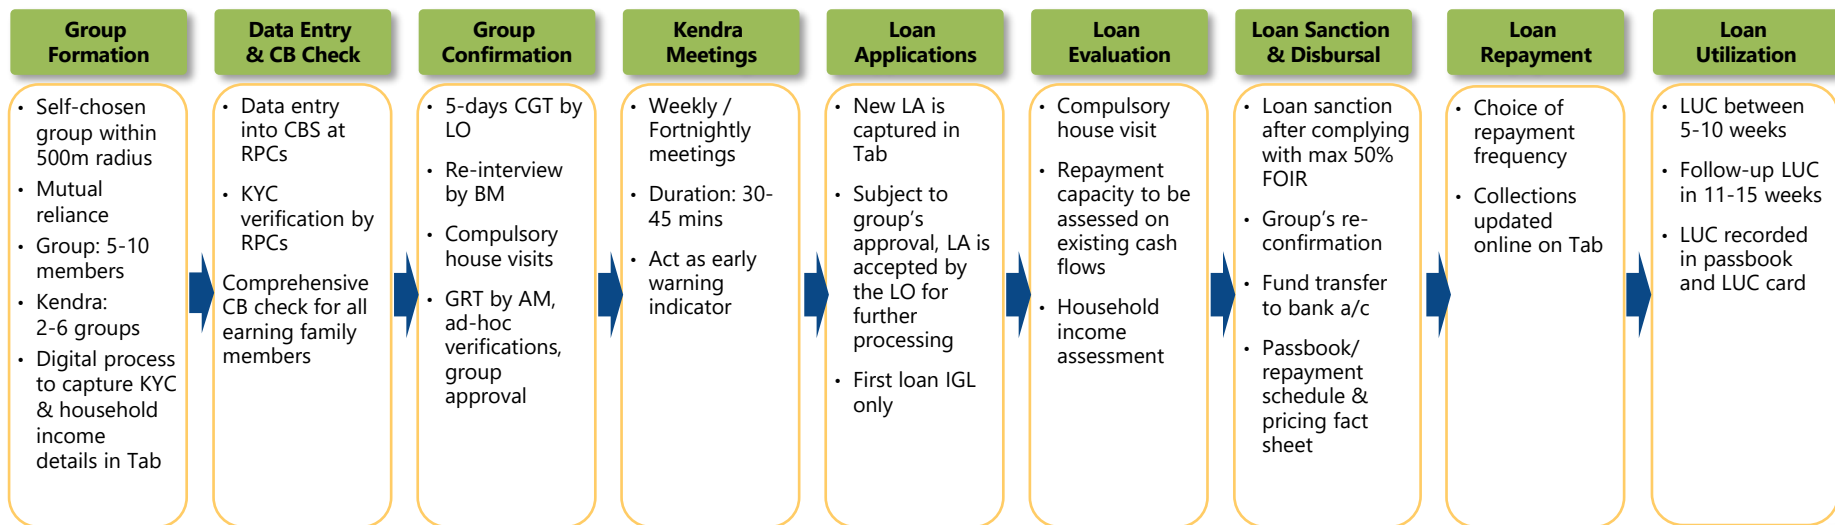 Group
Formation
• Self-chosen
group within
500m radius
• Mutual
reliance
• Group: 5-10
members
• Kendra:
2-6 groups
• Digital process
to capture KYC
& household
income
details in Tab
Data Entry
& CB Check
• Data entry
into CBS at
RPCs
• KYC
verification by
RPCs
Comprehensive
CB check for all
earning family
members
Group
Confirmation
• 5-days CGT by
LO
• Re-interview
by BM
• Compulsory
house visits
• GRT by AM,
ad-hoc
verifications,
group
approval
Kendra
Meetings
• Weekly /
Fortnightly
meetings
• Duration: 30-
45 mins
• Act as early
warning
indicator
Loan
Applications
• New LA is
captured in
Tab
• Subject to
group's
approval, LA is
accepted by
the LO for
further
processing
• First loan IGL
only
Loan
Evaluation
• Compulsory
house visit
• Repayment
capacity to be
assessed on
existing cash
flows
• Household
income
assessment
Loan Sanction
& Disbursal
• Loan sanction
after complying
with max 50%
FOIR
• Group's re-
confirmation
• Fund transfer
to bank a/c
• Passbook/
repayment
schedule &
pricing fact
sheet
Loan
Repayment
• Choice of
repayment
frequency
• Collections
updated
online on Tab
Loan
Utilization
• LUC between
5-10 weeks
• Follow-up LUC
in 11-15 weeks
• LUC recorded
in passbook
and LUC card